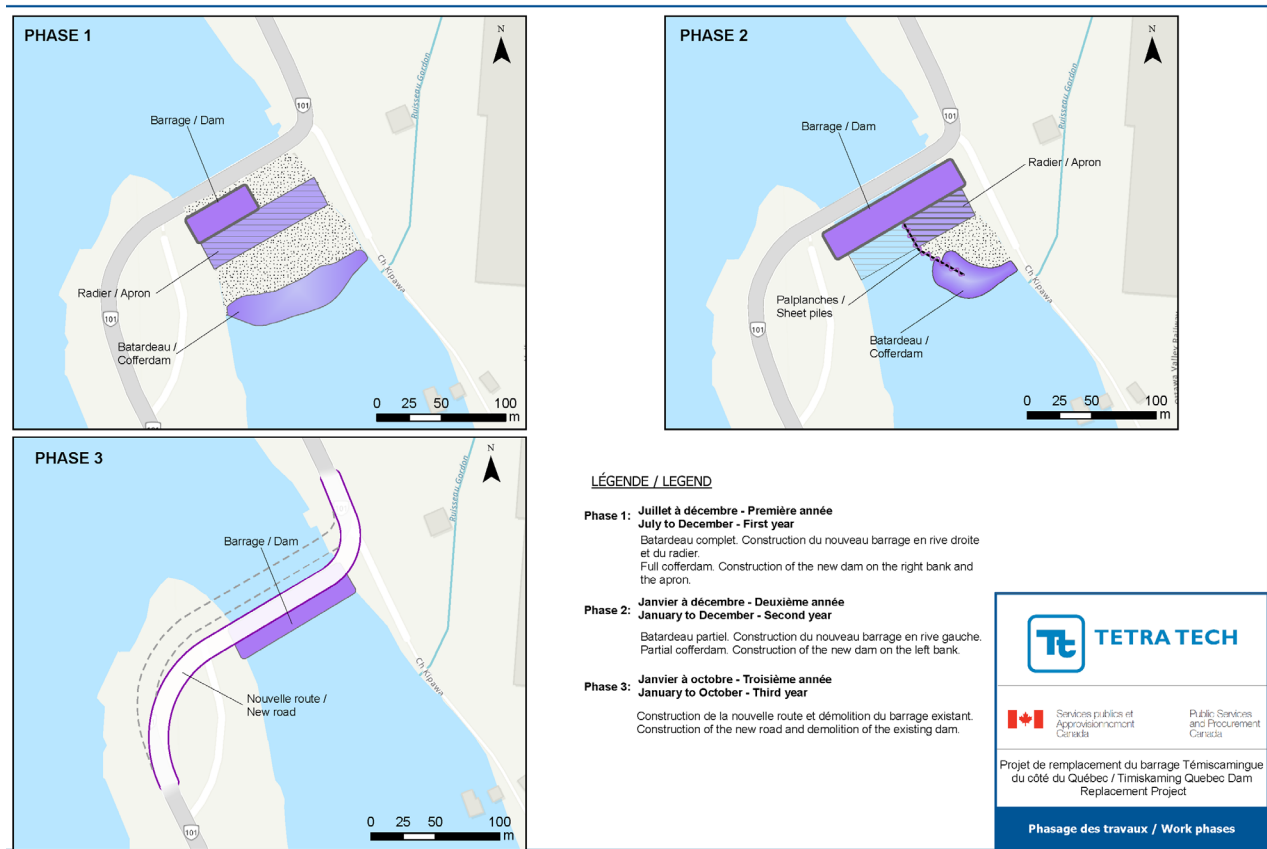 PHASE 1
N
101
Ruisseau Gordon
Barrage / Dam
Radier / Apron
Ch Kipawa
101
Batardeau /
Cofferdam
0 25 50 100
m
101
PHASE 2
N
101
Ruisseau Gordon
Barrage / Dam
Radier / Apron
Ch Kipawa
Palplanches /
Sheet piles
101
Batardeau /
Cofferdam
Valley Railway
0 25 50 100
m
PHASE 3
N
Ruisseau Gordon
Barrage / Dam
Ch Kipawa
Nouvelle route /
New road
101
0 25 50 100
m
LÉGENDE / LEGEND
Phase 1: Juillet à décembre - Première année
July to December - First year
Batardeau complet. Construction du nouveau barrage en rive droite
et du radier.
Full cofferdam. Construction of the new dam on the right bank and
the apron.
Phase 2: Janvier à décembre - Deuxième année
January to December - Second year
Batardeau partiel. Construction du nouveau barrage en rive gauche.
Partial cofferdam. Construction of the new dam on the left bank.
Phase 3: Janvier à octobre - Troisième année
January to October - Third year
Construction de la nouvelle route et démolition du barrage existant.
Construction of the new road and demolition of the existing dam.
Tt TETRA TECH
Services publics et
Approvisionnement
Canada
Public Services
and Procurement
Canada
Projet de remplacement du barrage Témiscamingue
du côté du Québec / Timiskaming Quebec Dam
Replacement Project
Phasage des travaux / Work phases